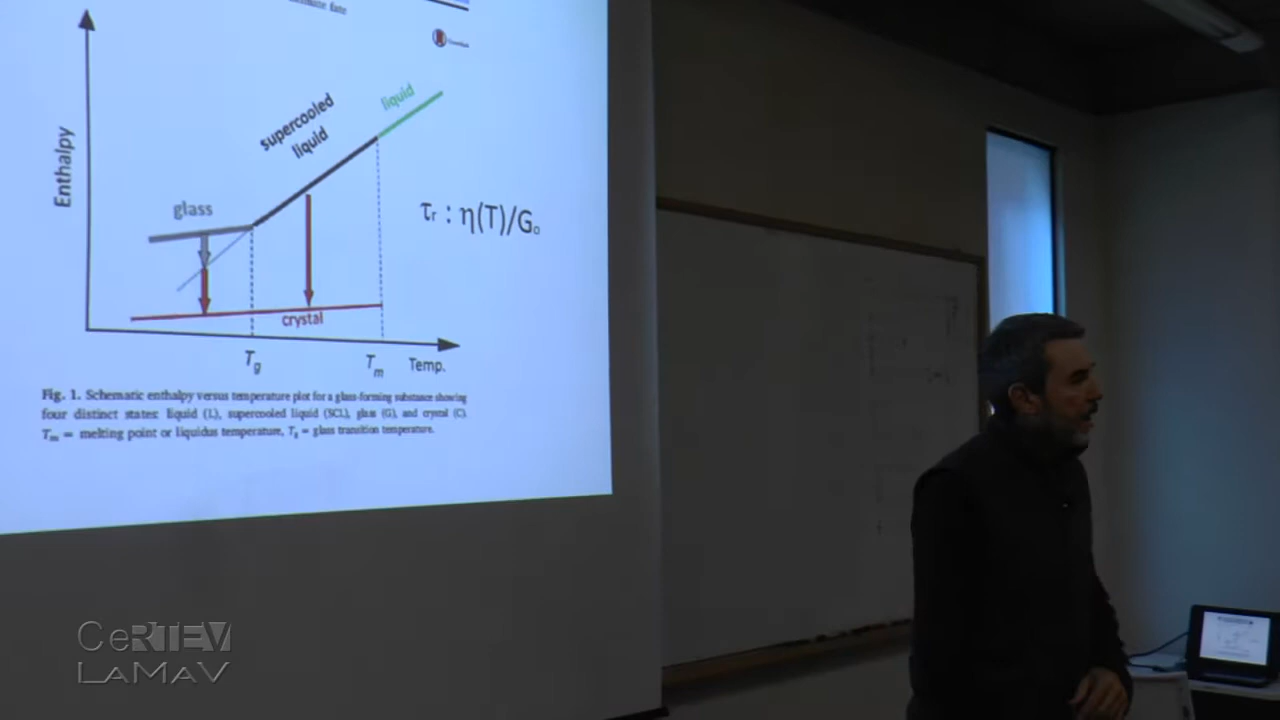 Enthalpy
supercooled
liquid
liquid
glass
τr : η(T)/Go
crystal
Tg
Tm
Temp.
Fig. 1. Schematic enthalpy versus temperature plot for a glass-forming substance showing
four distinct states: liquid (L), supercooled liquid (SCL), glass (G), and crystal (C).
Tm = melting point or liquidus temperature, Tg = glass transition temperature.
CeRTEV
LaMaV